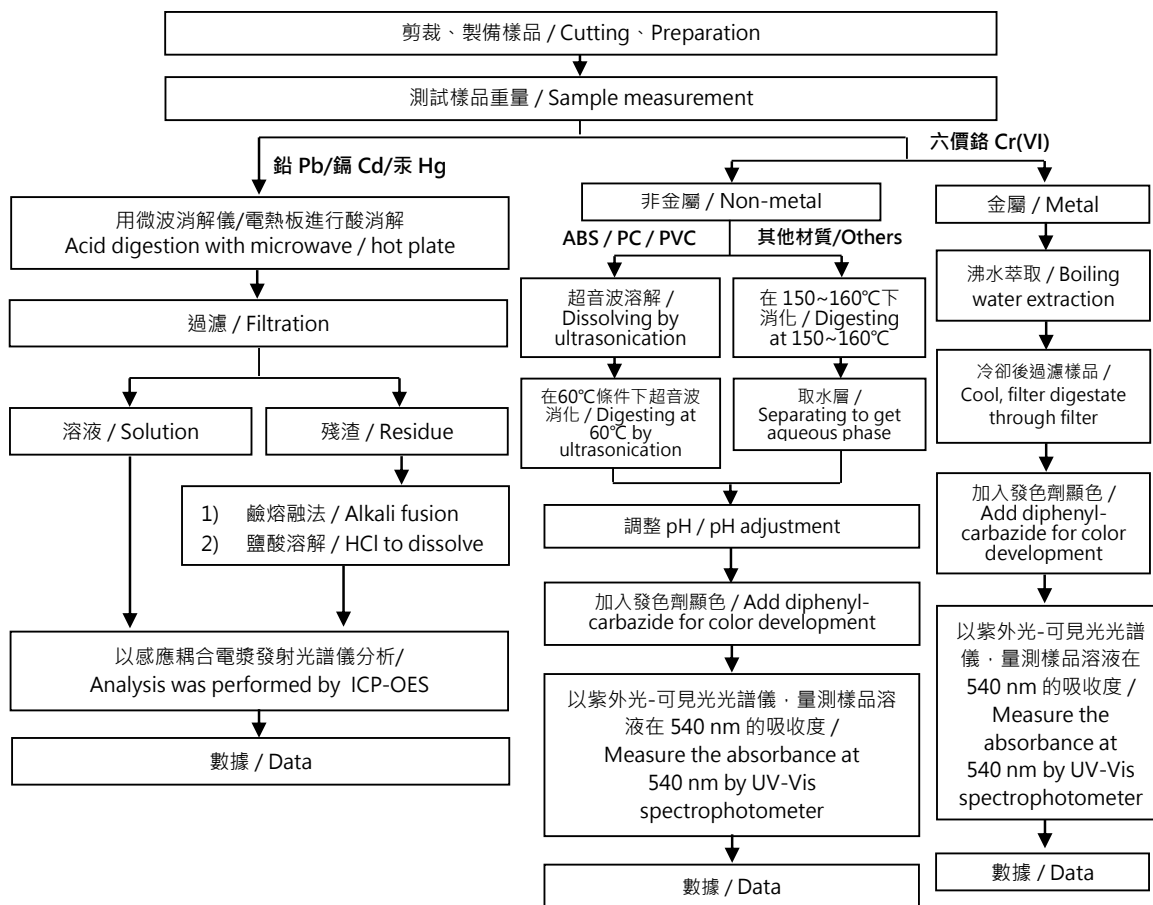 剪裁、製備樣品 / Cutting、Preparation
測試樣品重量 / Sample measurement
鉛 Pb/鎘 Cd/汞 Hg
用微波消解儀/電熱板進行酸消解
Acid digestion with microwave / hot plate
過濾 / Filtration
溶液 / Solution
殘渣 / Residue
1) 鹼熔融法 / Alkali fusion
2) 鹽酸溶解 / HCl to dissolve
以感應耦合電漿發射光譜儀分析/
Analysis was performed by ICP-OES
數據 / Data
六價鉻 Cr(VI)
非金屬 / Non-metal
ABS / PC / PVC
超音波溶解 /
Dissolving by
ultrasonication
在60℃條件下超音波
消化 / Digesting at
60℃ by
ultrasonication
其他材質/Others
在 150~160℃下
消化 / Digesting
at 150~160℃
取水層 /
Separating to get
aqueous phase
調整 pH / pH adjustment
加入發色劑顯色 / Add diphenyl-
carbazide for color development
以紫外光-可見光光譜儀，量測樣品溶
液在 540 nm 的吸收度 /
Measure the absorbance at
540 nm by UV-Vis
spectrophotometer
數據 / Data
金屬 / Metal
沸水萃取 / Boiling
water extraction
冷卻後過濾樣品 /
Cool, filter digestate
through filter
加入發色劑顯色 /
Add diphenyl-
carbazide for color
development
以紫外光-可見光光譜
儀，量測樣品溶液在
540 nm 的吸收度 /
Measure the
absorbance at
540 nm by UV-Vis
spectrophotometer
數據 / Data